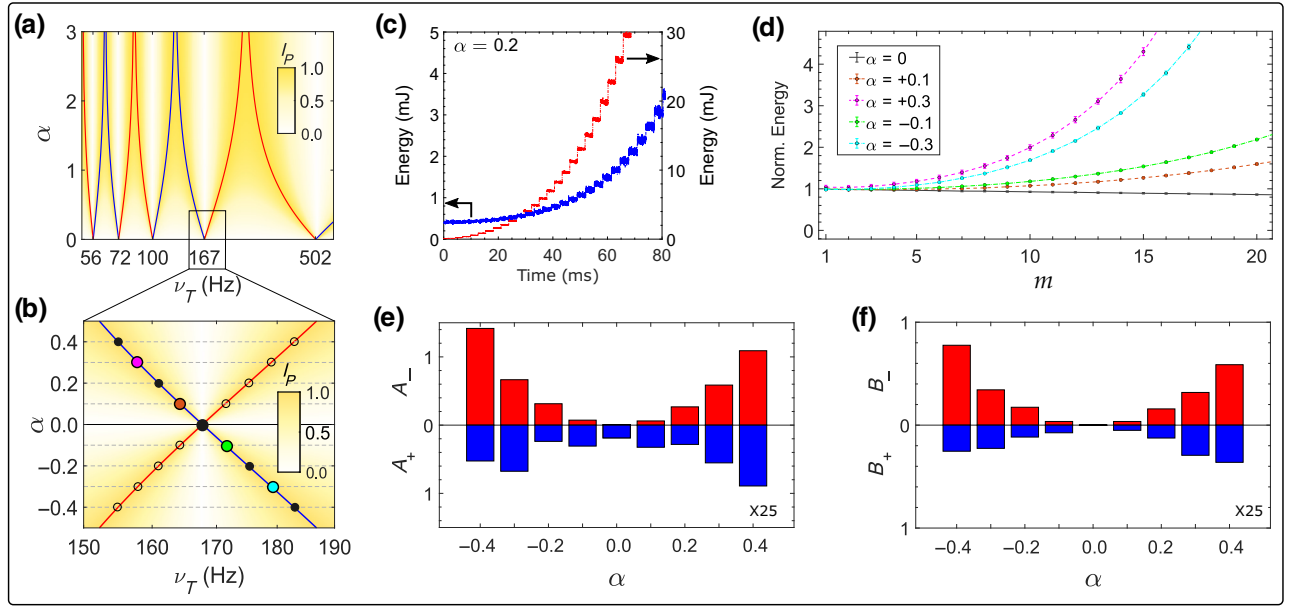 (a)
3
2
1
0
α
I_P
1.0
0.5
0.0
56 72 100 167 502
ν_T (Hz)
(b)
0.4
0.2
0.0
−0.2
−0.4
α
I_P
1.0
0.5
0.0
150 160 170 180 190
ν_T (Hz)
(c)
α = 0.2
5
4
3
2
1
0
Energy (mJ)
30
20
10
0
Energy (mJ)
0 20 40 60 80
Time (ms)
(d)
4
3
2
1
0
Norm. Energy
α = 0
α = +0.1
α = +0.3
α = −0.1
α = −0.3
1 5 10 15 20
m
(e)
1
0
1
A_−
A_+
X25
−0.4 −0.2 0.0 0.2 0.4
α
(f)
1
0
1
B_−
B_+
X25
−0.4 −0.2 0.0 0.2 0.4
α